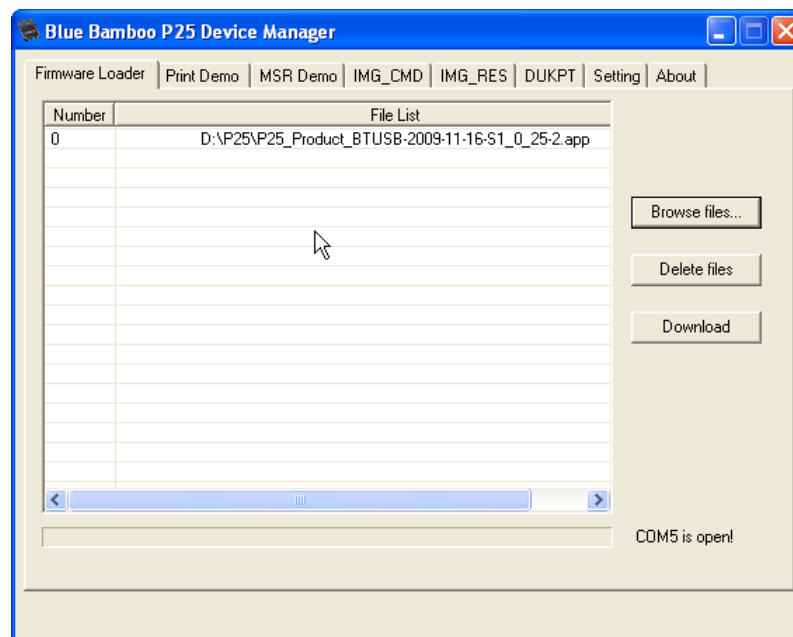 Blue Bamboo P25 Device Manager
Firmware Loader Print Demo MSR Demo IMG_CMD IMG_RES DUKPT Setting About
Number File List
0 D:\P25\P25_Product_BTUSB-2009-11-16-S1_0_25-2.app
Browse files...
Delete files
Download
COM5 is open!